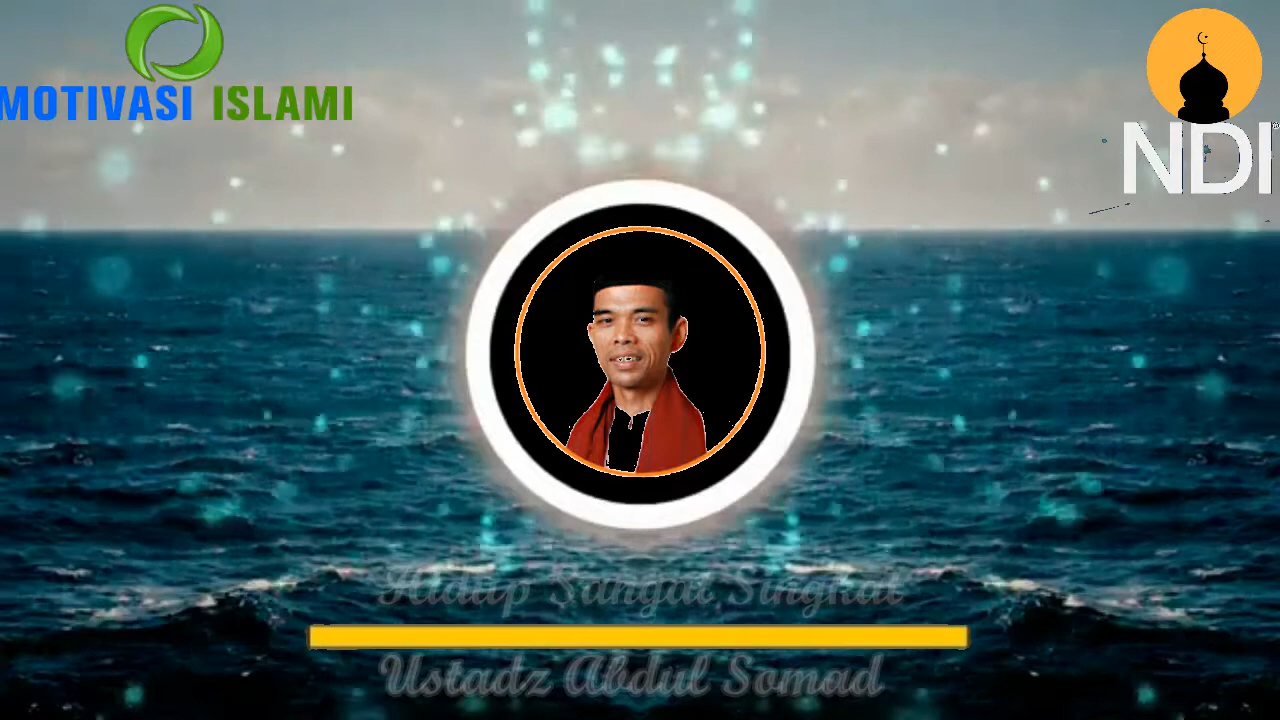 MOTIVASI ISLAMI
NDI
Hidup Sangat Singkat
Ustadz Abdul Somad